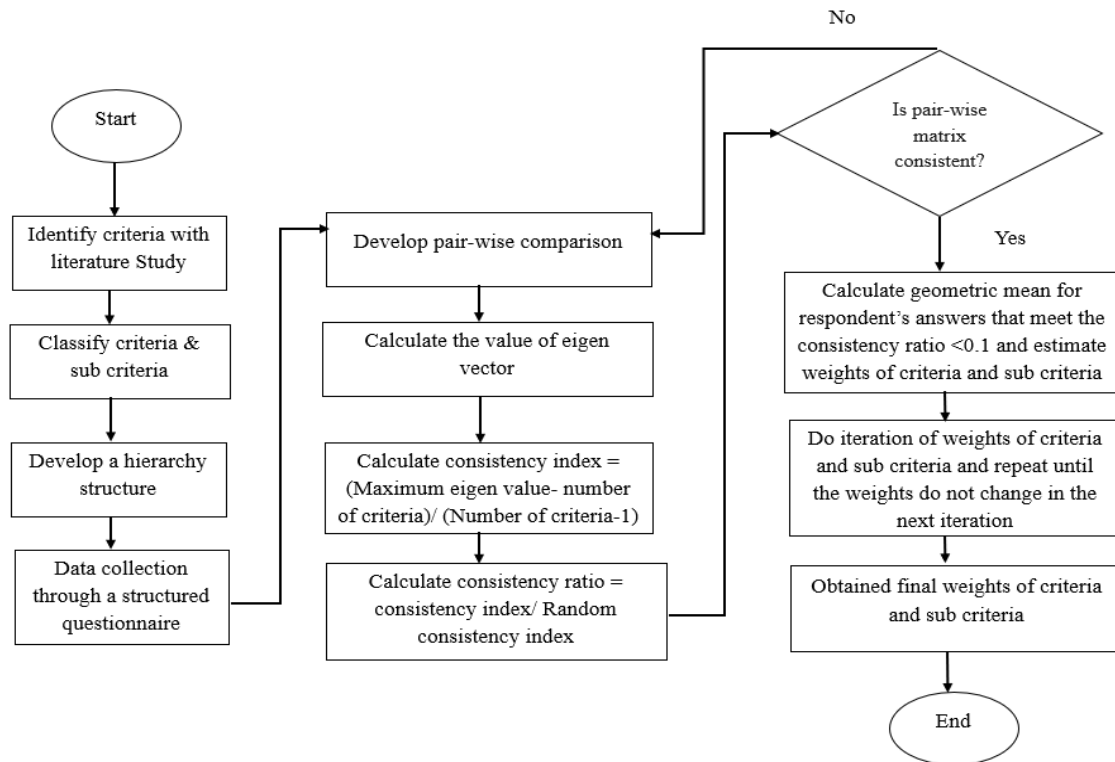 Start
Identify criteria with
literature Study
Classify criteria &
sub criteria
Develop a hierarchy
structure
Data collection
through a structured
questionnaire
Develop pair-wise comparison
Calculate the value of eigen
vector
Calculate consistency index =
(Maximum eigen value- number
of criteria)/ (Number of criteria-1)
Calculate consistency ratio =
consistency index/ Random
consistency index
No
Is pair-wise
matrix
consistent?
Yes
Calculate geometric mean for
respondent’s answers that meet the
consistency ratio <0.1 and estimate
weights of criteria and sub criteria
Do iteration of weights of criteria
and sub criteria and repeat until
the weights do not change in the
next iteration
Obtained final weights of criteria
and sub criteria
End